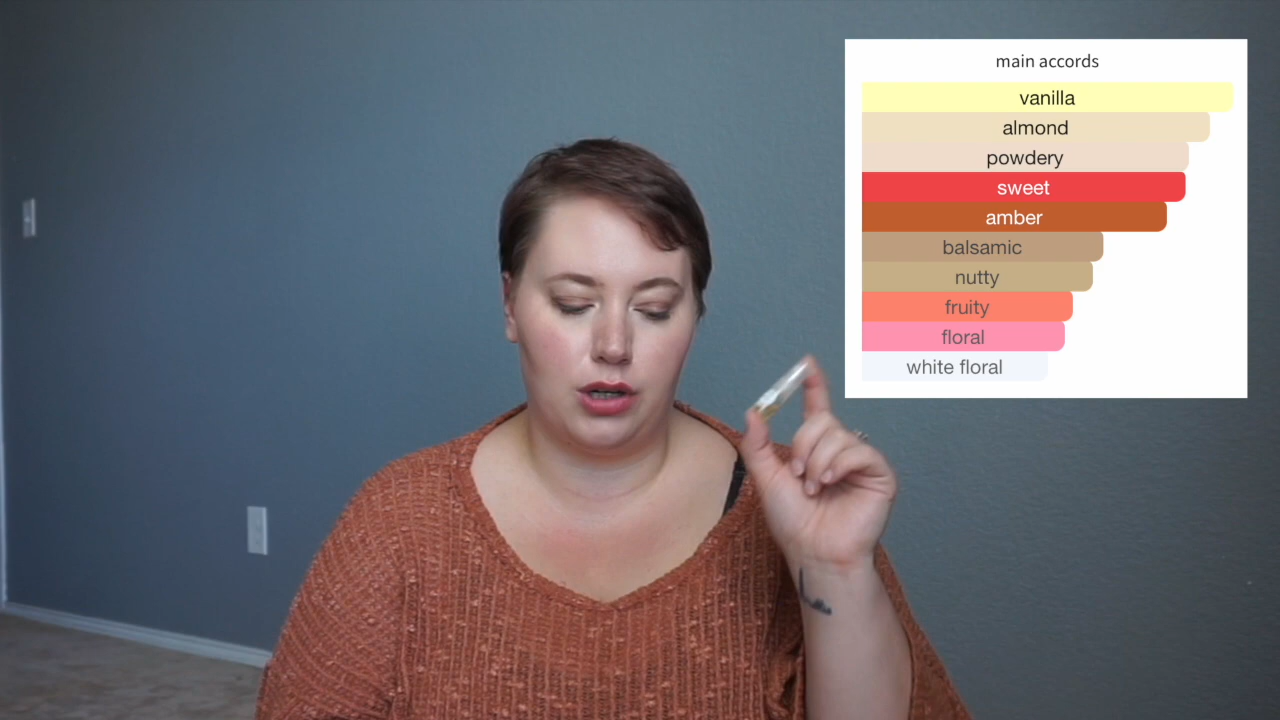 main accords
vanilla
almond
powdery
sweet
amber
balsamic
nutty
fruity
floral
white floral